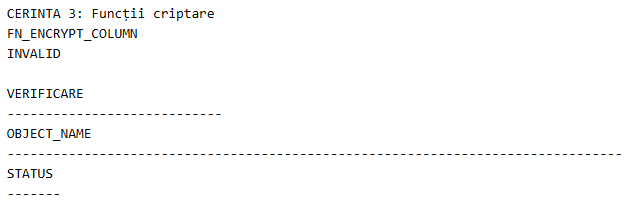 CERINTA 3: Funcții criptare
FN_ENCRYPT_COLUMN
INVALID

VERIFICARE
----------------------------
OBJECT_NAME
--------------------------------------------------------------------------------
STATUS
-------